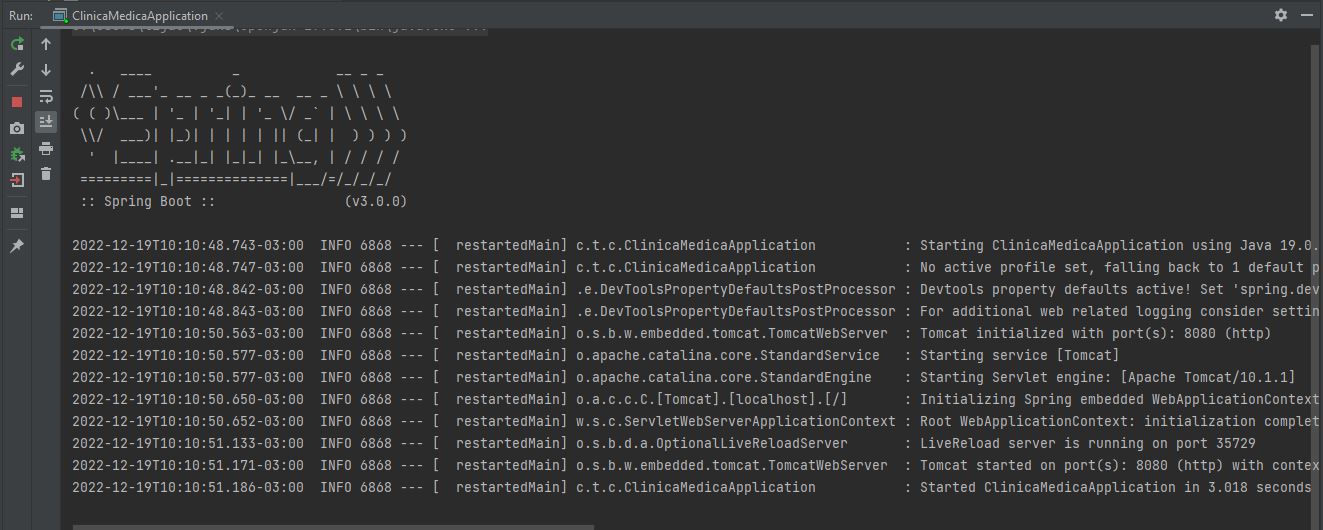 Run: ClinicaMedicaApplication
  .   ____          _            __ _ _
 /\\ / ___'_ __ _ _(_)_ __  __ _ \ \ \ \
( ( )\___ | '_ | '_| | '_ \/ _` | \ \ \ \
 \\/  ___)| |_)| | | | | || (_| |  ) ) ) )
  '  |____| .__|_| |_|_| |_\__, | / / / /
 =========|_|==============|___/=/_/_/_/
 :: Spring Boot ::                (v3.0.0)
2022-12-19T10:10:48.743-03:00  INFO 6868 --- [  restartedMain] c.t.c.ClinicaMedicaApplication           : Starting ClinicaMedicaApplication using Java 19.0.
2022-12-19T10:10:48.747-03:00  INFO 6868 --- [  restartedMain] c.t.c.ClinicaMedicaApplication           : No active profile set, falling back to 1 default p
2022-12-19T10:10:48.842-03:00  INFO 6868 --- [  restartedMain] .e.DevToolsPropertyDefaultsPostProcessor : Devtools property defaults active! Set 'spring.dev
2022-12-19T10:10:48.843-03:00  INFO 6868 --- [  restartedMain] .e.DevToolsPropertyDefaultsPostProcessor : For additional web related logging consider settin
2022-12-19T10:10:50.563-03:00  INFO 6868 --- [  restartedMain] o.s.b.w.embedded.tomcat.TomcatWebServer  : Tomcat initialized with port(s): 8080 (http)
2022-12-19T10:10:50.577-03:00  INFO 6868 --- [  restartedMain] o.apache.catalina.core.StandardService   : Starting service [Tomcat]
2022-12-19T10:10:50.577-03:00  INFO 6868 --- [  restartedMain] o.apache.catalina.core.StandardEngine    : Starting Servlet engine: [Apache Tomcat/10.1.1]
2022-12-19T10:10:50.650-03:00  INFO 6868 --- [  restartedMain] o.a.c.c.C.[Tomcat].[localhost].[/]       : Initializing Spring embedded WebApplicationContext
2022-12-19T10:10:50.652-03:00  INFO 6868 --- [  restartedMain] w.s.c.ServletWebServerApplicationContext : Root WebApplicationContext: initialization complet
2022-12-19T10:10:51.133-03:00  INFO 6868 --- [  restartedMain] o.s.b.d.a.OptionalLiveReloadServer       : LiveReload server is running on port 35729
2022-12-19T10:10:51.171-03:00  INFO 6868 --- [  restartedMain] o.s.b.w.embedded.tomcat.TomcatWebServer  : Tomcat started on port(s): 8080 (http) with contex
2022-12-19T10:10:51.186-03:00  INFO 6868 --- [  restartedMain] c.t.c.ClinicaMedicaApplication           : Started ClinicaMedicaApplication in 3.018 seconds